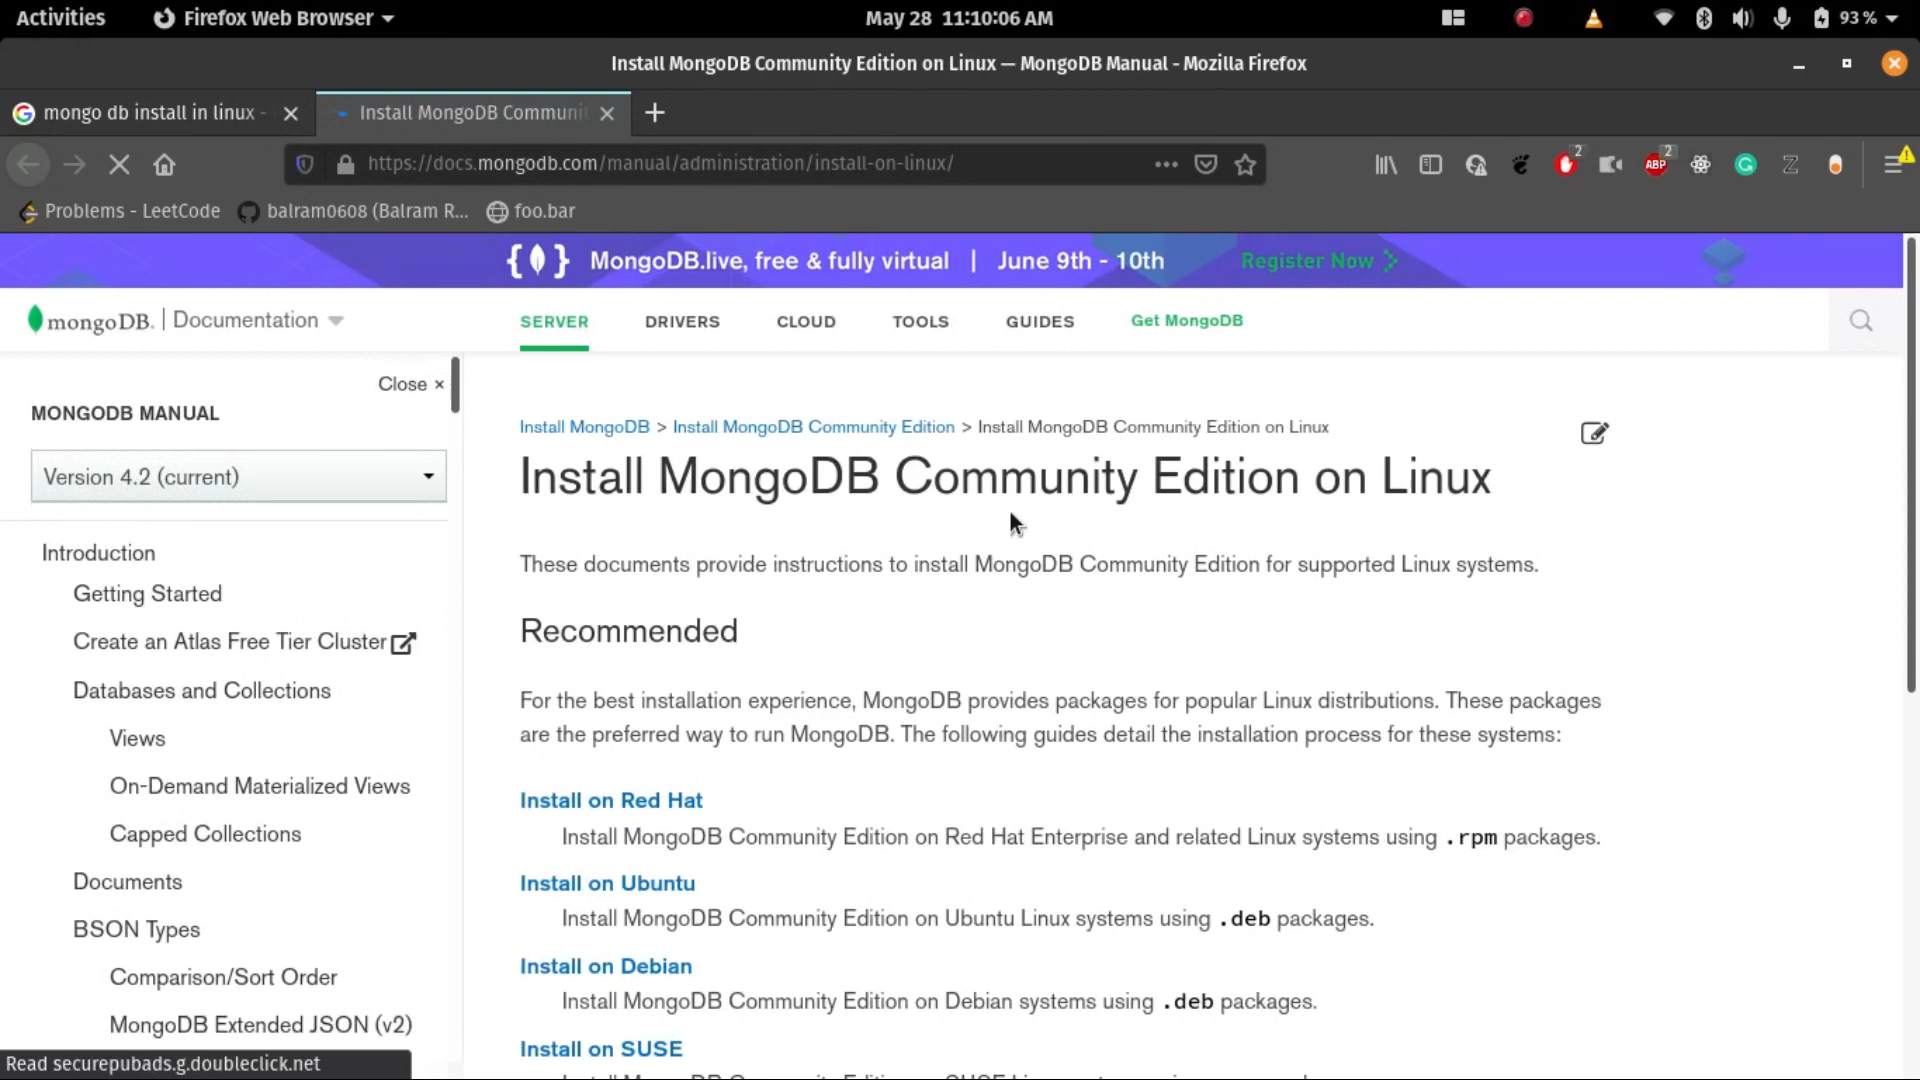 Activities
Firefox Web Browser
May 28 11:10:06 AM
93 %
Install MongoDB Community Edition on Linux — MongoDB Manual - Mozilla Firefox
mongo db install in linux -
Install MongoDB Communi
https://docs.mongodb.com/manual/administration/install-on-linux/
2
ABP
2
Problems - LeetCode
balram0608 (Balram R...
foo.bar
MongoDB.live, free & fully virtual | June 9th - 10th
Register Now
mongoDB. | Documentation
SERVER
DRIVERS
CLOUD
TOOLS
GUIDES
Get MongoDB
Close ×
MONGODB MANUAL
Version 4.2 (current)
Introduction
Getting Started
Create an Atlas Free Tier Cluster
Databases and Collections
Views
On-Demand Materialized Views
Capped Collections
Documents
BSON Types
Comparison/Sort Order
MongoDB Extended JSON (v2)
Read securepubads.g.doubleclick.net
Install MongoDB > Install MongoDB Community Edition > Install MongoDB Community Edition on Linux
Install MongoDB Community Edition on Linux
These documents provide instructions to install MongoDB Community Edition for supported Linux systems.
Recommended
For the best installation experience, MongoDB provides packages for popular Linux distributions. These packages
are the preferred way to run MongoDB. The following guides detail the installation process for these systems:
Install on Red Hat
Install MongoDB Community Edition on Red Hat Enterprise and related Linux systems using .rpm packages.
Install on Ubuntu
Install MongoDB Community Edition on Ubuntu Linux systems using .deb packages.
Install on Debian
Install MongoDB Community Edition on Debian systems using .deb packages.
Install on SUSE